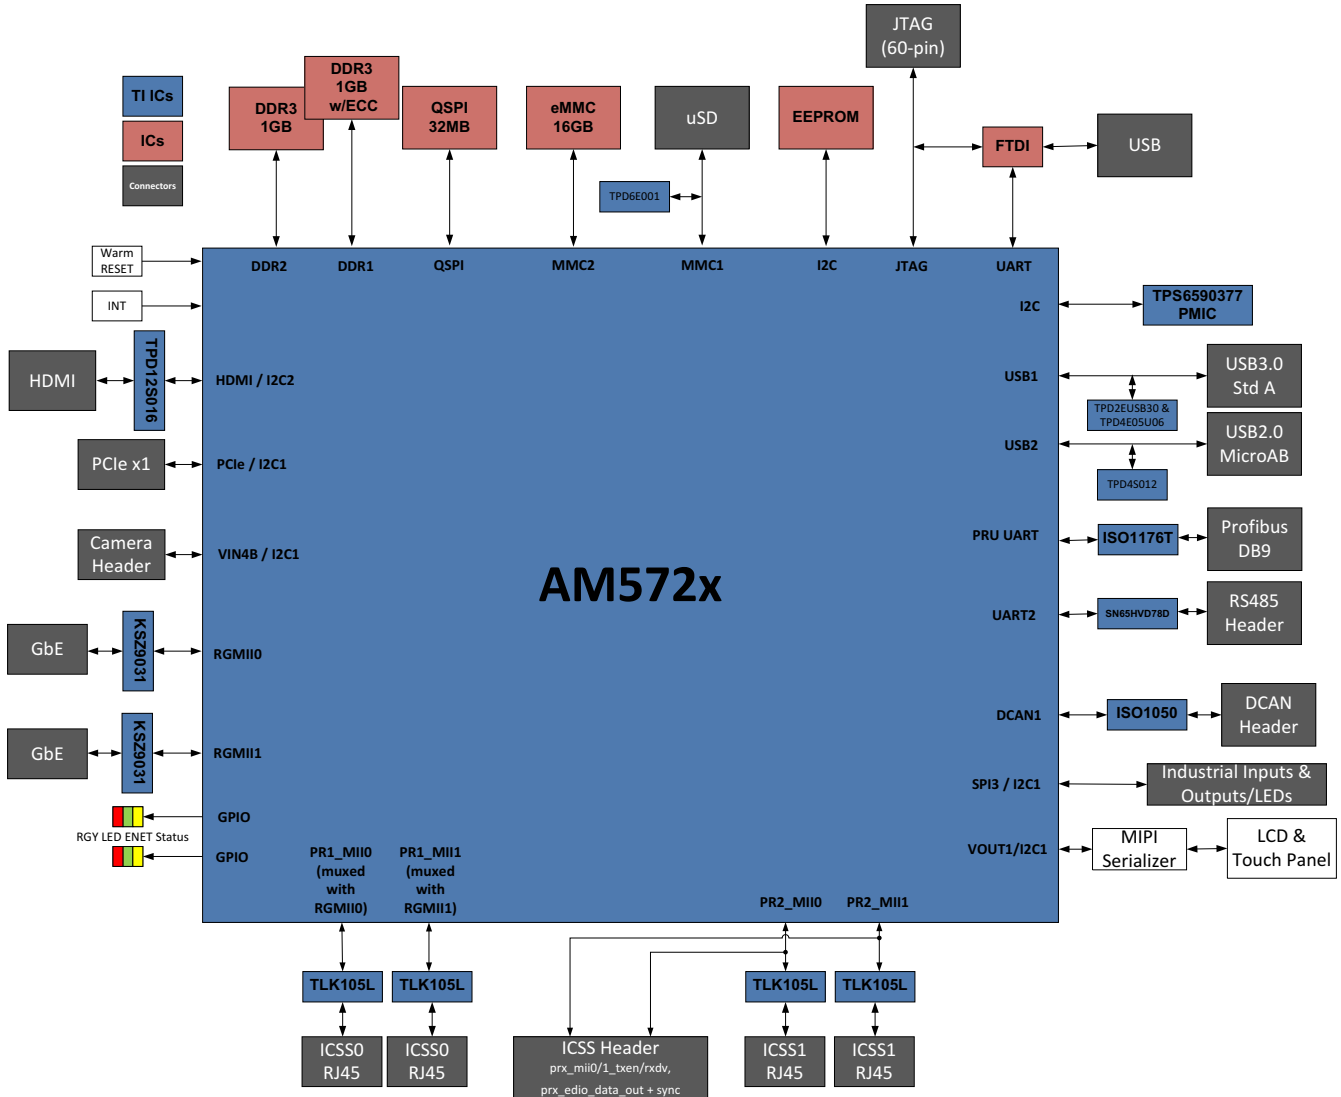 JTAG
(60-pin)
TI ICs
ICs
Connectors
DDR3
1GB
DDR3
1GB
w/ECC
QSPI
32MB
eMMC
16GB
uSD
EEPROM
FTDI
USB
TPD6E001
Warm
RESET
INT
DDR2
DDR1
QSPI
MMC2
MMC1
I2C
JTAG
UART
I2C
TPS6590377
PMIC
HDMI
TPD12S016
HDMI / I2C2
USB1
USB3.0
Std A
TPD2EUSB30 &
TPD4E05U06
USB2
USB2.0
MicroAB
TPD4S012
PCIe x1
PCIe / I2C1
Camera
Header
VIN4B / I2C1
AM572x
PRU UART
ISO1176T
Profibus
DB9
UART2
SN65HVD78D
RS485
Header
GbE
KSZ9031
RGMII0
GbE
KSZ9031
RGMII1
DCAN1
ISO1050
DCAN
Header
SPI3 / I2C1
Industrial Inputs &
Outputs/LEDs
GPIO
RGY LED ENET Status
GPIO
VOUT1/I2C1
MIPI
Serializer
LCD &
Touch Panel
PR1_MII0
(muxed
with
RGMII0)
PR1_MII1
(muxed
with
RGMII1)
PR2_MII0
PR2_MII1
TLK105L
TLK105L
TLK105L
TLK105L
ICSS0
RJ45
ICSS0
RJ45
ICSS Header
prx_mii0/1_txen/rxdv,
prx_edio_data_out + sync
ICSS1
RJ45
ICSS1
RJ45